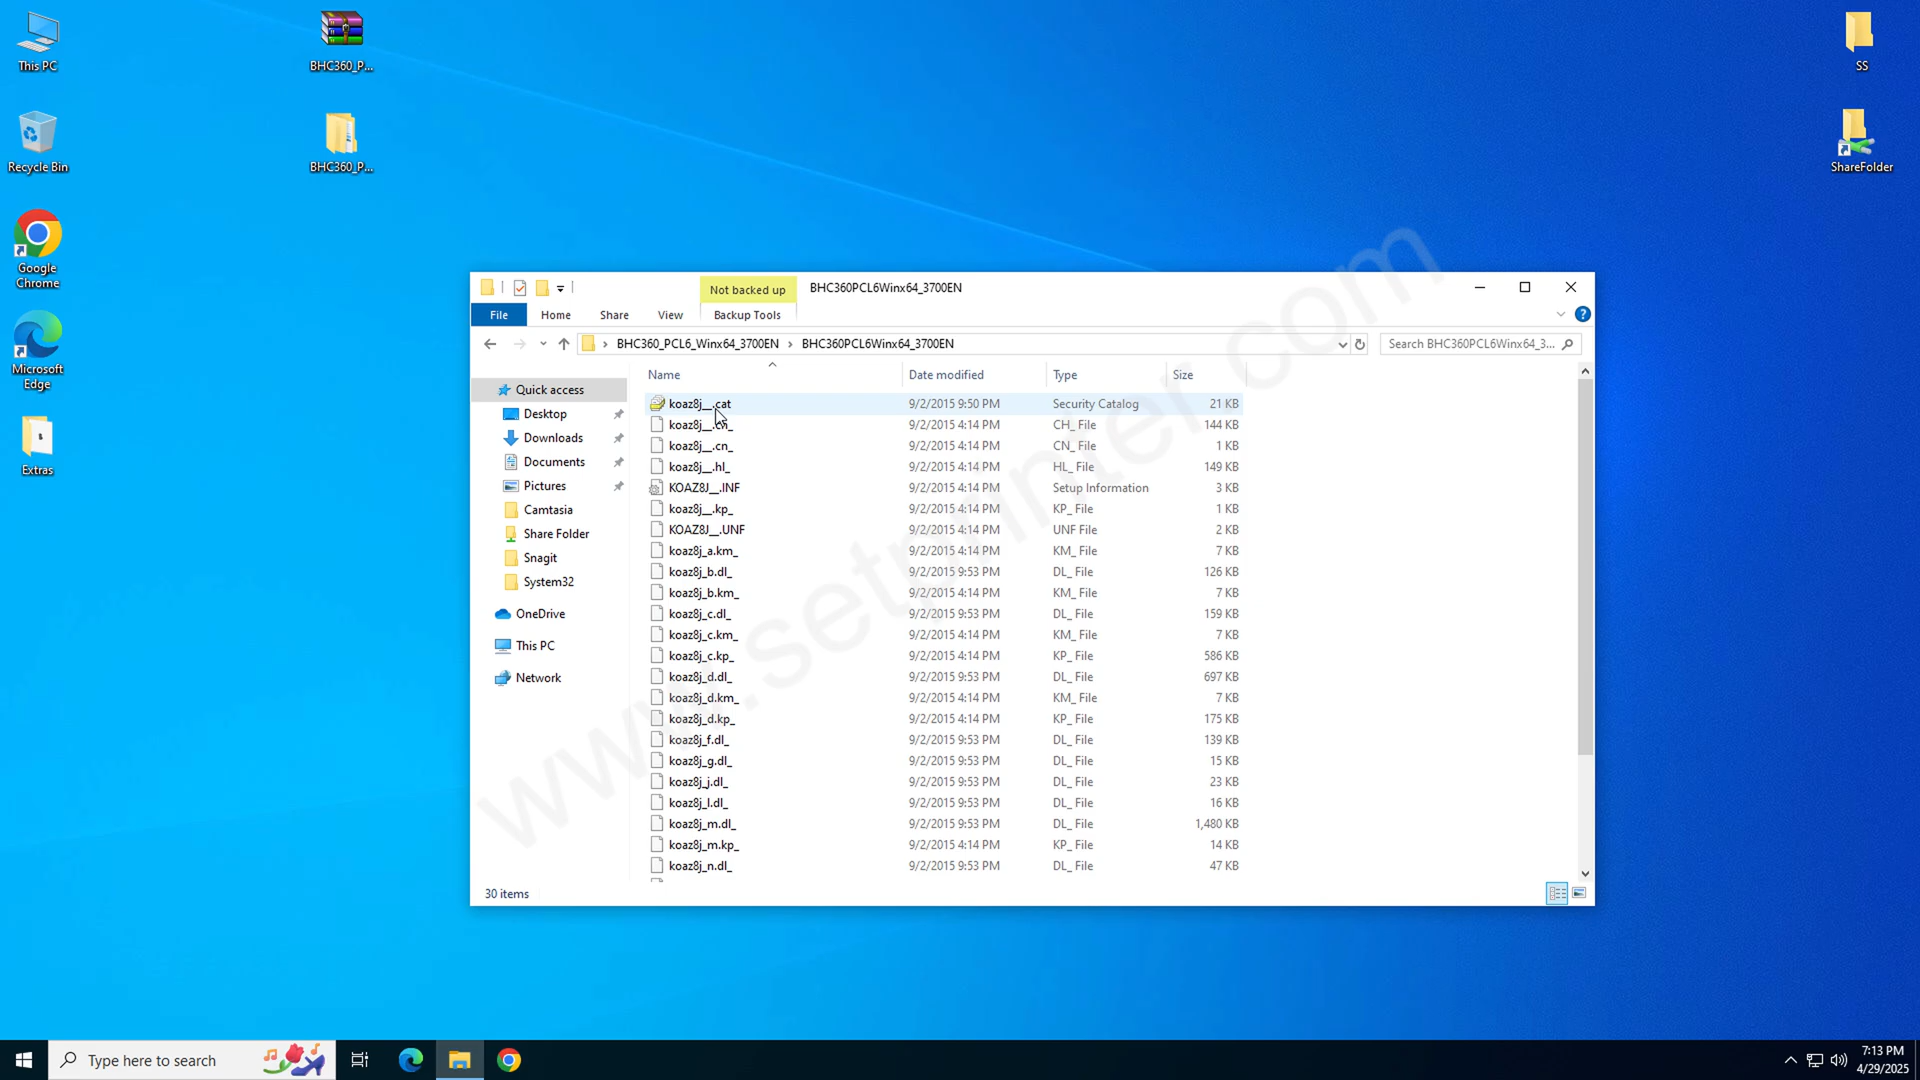 This PC
BHC360_P...
SS
Recycle Bin
BHC360_P...
ShareFolder
Google
Chrome
Microsoft
Edge
Extras
Not backed up
BHC360PCL6Winx64_3700EN
File
Home
Share
View
Backup Tools
BHC360_PCL6_Winx64_3700EN > BHC360PCL6Winx64_3700EN
Search BHC360PCL6Winx64_3...
Quick access
Desktop
Downloads
Documents
Pictures
Camtasia
Share Folder
Snagit
System32
OneDrive
This PC
Network
Name Date modified Type Size
koaz8j__.cat 9/2/2015 9:50 PM Security Catalog 21 KB
koaz8j__.ch_ 9/2/2015 4:14 PM CH_ File 144 KB
koaz8j__.cn_ 9/2/2015 4:14 PM CN_ File 1 KB
koaz8j__.hl_ 9/2/2015 4:14 PM HL_ File 149 KB
KOAZ8J__.INF 9/2/2015 4:14 PM Setup Information 3 KB
koaz8j__.kp_ 9/2/2015 4:14 PM KP_ File 1 KB
KOAZ8J__.UNF 9/2/2015 4:14 PM UNF File 2 KB
koaz8j_a.km_ 9/2/2015 4:14 PM KM_ File 7 KB
koaz8j_b.dl_ 9/2/2015 9:53 PM DL_ File 126 KB
koaz8j_b.km_ 9/2/2015 4:14 PM KM_ File 7 KB
koaz8j_c.dl_ 9/2/2015 9:53 PM DL_ File 159 KB
koaz8j_c.km_ 9/2/2015 4:14 PM KM_ File 7 KB
koaz8j_c.kp_ 9/2/2015 4:14 PM KP_ File 586 KB
koaz8j_d.dl_ 9/2/2015 9:53 PM DL_ File 697 KB
koaz8j_d.km_ 9/2/2015 4:14 PM KM_ File 7 KB
koaz8j_d.kp_ 9/2/2015 4:14 PM KP_ File 175 KB
koaz8j_f.dl_ 9/2/2015 9:53 PM DL_ File 139 KB
koaz8j_g.dl_ 9/2/2015 9:53 PM DL_ File 15 KB
koaz8j_j.dl_ 9/2/2015 9:53 PM DL_ File 23 KB
koaz8j_l.dl_ 9/2/2015 9:53 PM DL_ File 16 KB
koaz8j_m.dl_ 9/2/2015 9:53 PM DL_ File 1,480 KB
koaz8j_m.kp_ 9/2/2015 4:14 PM KP_ File 14 KB
koaz8j_n.dl_ 9/2/2015 9:53 PM DL_ File 47 KB
30 items
www.setprinter.com
Type here to search
7:13 PM
4/29/2025